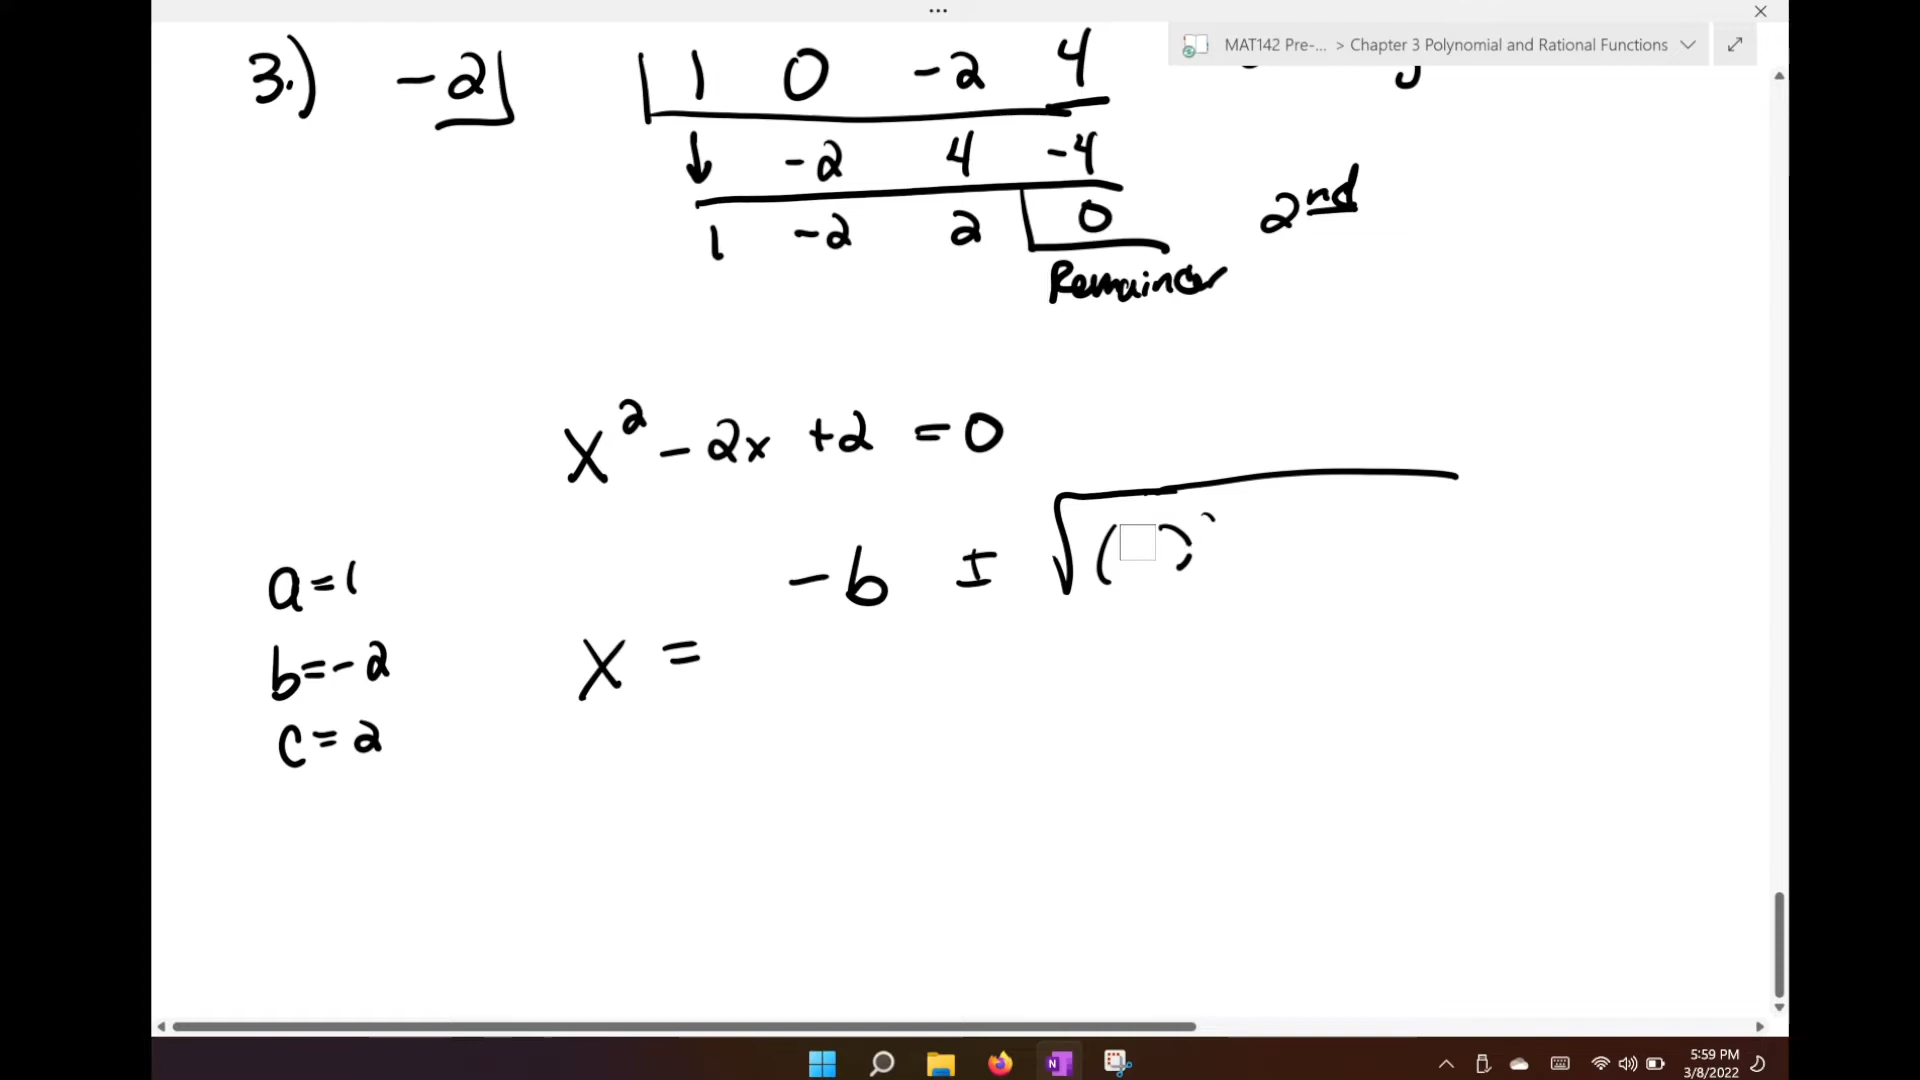 ...
MAT142 Pre-... > Chapter 3 Polynomial and Rational Functions
3.) -2 1 0 -2 4
-2 4 -4
1 -2 2 0 2nd
Remainder
x² - 2x + 2 = 0
-b ± √( )
a = 1
x =
b = -2
c = 2
5:59 PM
3/8/2022